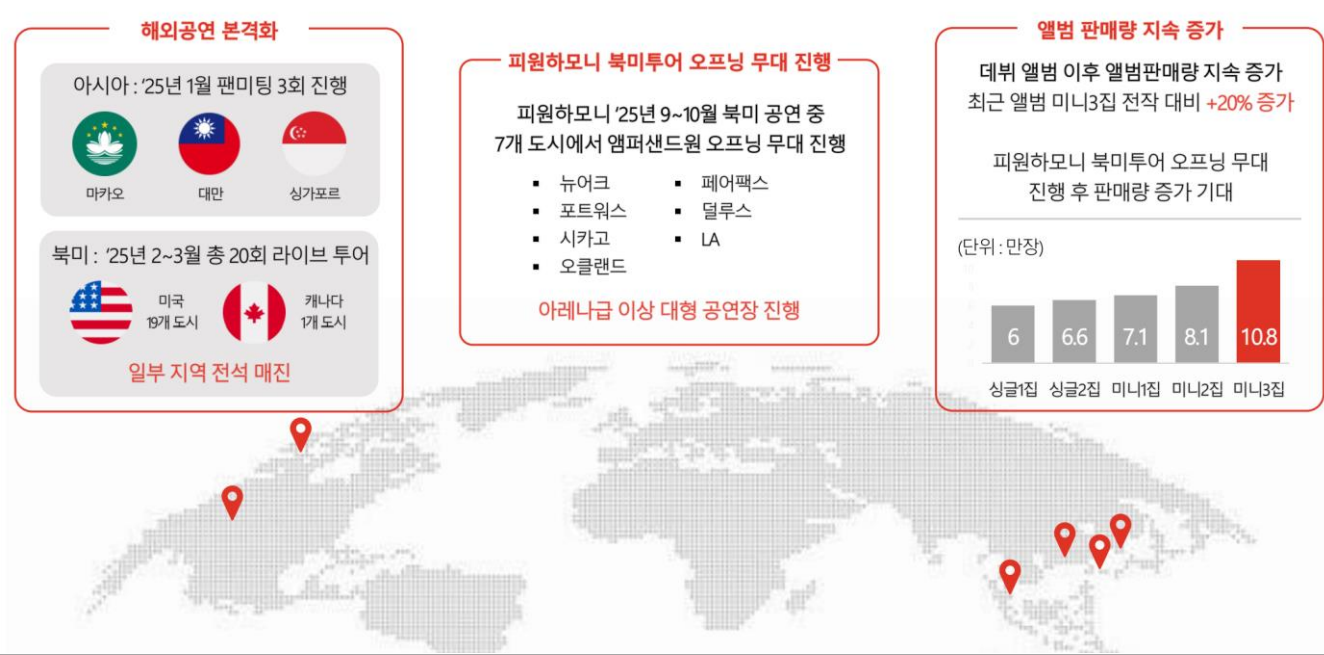 해외공연 본격화
아시아 : ‘25년 1월 팬미팅 3회 진행
마카오
대만
싱가포르
북미 : ‘25년 2~3월 총 20회 라이브 투어
미국
19개 도시
캐나다
1개 도시
일부 지역 전석 매진
피원하모니 북미투어 오프닝 무대 진행
피원하모니 ‘25년 9~10월 북미 공연 중
7개 도시에서 앰퍼샌드원 오프닝 무대 진행
▪ 뉴어크
▪ 포트워스
▪ 시카고
▪ 오클랜드
▪ 페어팩스
▪ 덜루스
▪ LA
아레나급 이상 대형 공연장 진행
앨범 판매량 지속 증가
데뷔 앨범 이후 앨범판매량 지속 증가
최근 앨범 미니3집 전작 대비 +20% 증가
피원하모니 북미투어 오프닝 무대
진행 후 판매량 증가 기대
(단위 : 만장)
6 6.6 7.1 8.1 10.8
싱글1집 싱글2집 미니1집 미니2집 미니3집